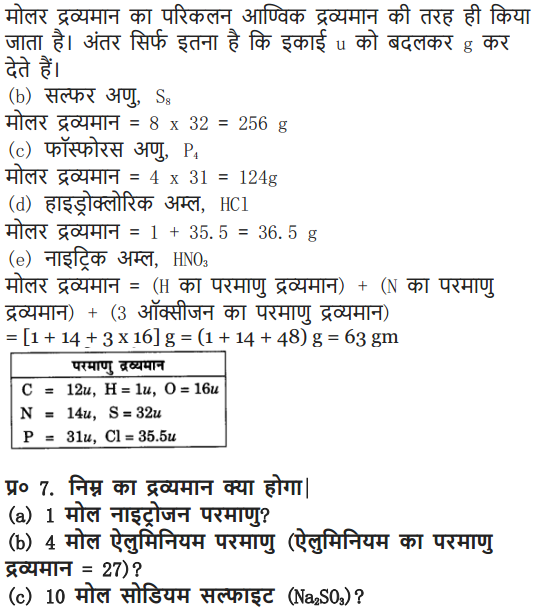 मोलर द्रव्यमान का परिकलन आण्विक द्रव्यमान की तरह ही किया
जाता है। अंतर सिर्फ इतना है कि इकाई u को बदलकर g कर
देते हैं।
(b) सल्फर अणु, S₈
मोलर द्रव्यमान = 8 x 32 = 256 g
(c) फॉस्फोरस अणु, P₄
मोलर द्रव्यमान = 4 x 31 = 124g
(d) हाइड्रोक्लोरिक अम्ल, HCl
मोलर द्रव्यमान = 1 + 35.5 = 36.5 g
(e) नाइट्रिक अम्ल, HNO₃
मोलर द्रव्यमान = (H का परमाणु द्रव्यमान) + (N का परमाणु
द्रव्यमान) + (3 ऑक्सीजन का परमाणु द्रव्यमान)
= [1 + 14 + 3 x 16] g = (1 + 14 + 48) g = 63 gm
परमाणु द्रव्यमान
C = 12u, H = 1u, O = 16u
N = 14u, S = 32u
P = 31u, Cl = 35.5u
प्र० 7. निम्न का द्रव्यमान क्या होगा|
(a) 1 मोल नाइट्रोजन परमाणु?
(b) 4 मोल ऐलुमिनियम परमाणु (ऐलुमिनियम का परमाणु
द्रव्यमान = 27)?
(c) 10 मोल सोडियम सल्फाइट (Na₂SO₃)?